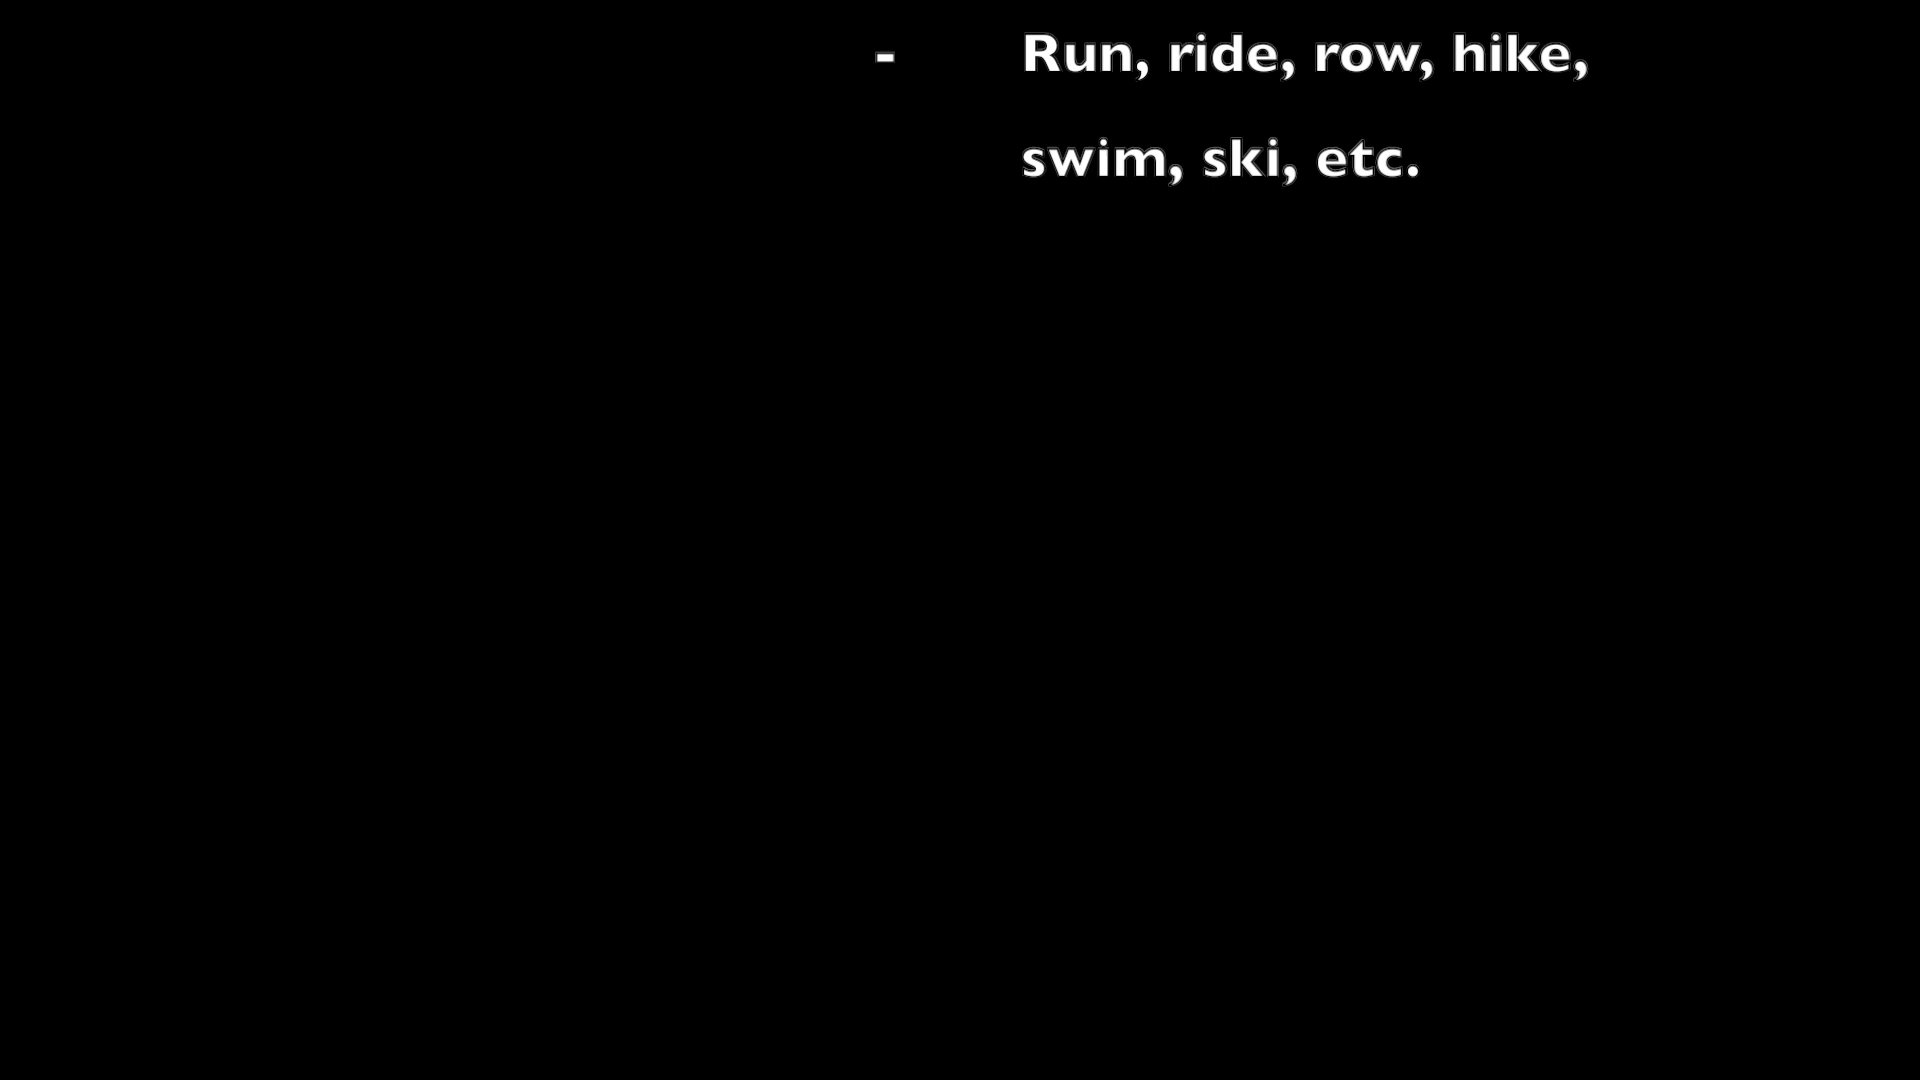 - Run, ride, row, hike,
swim, ski, etc.